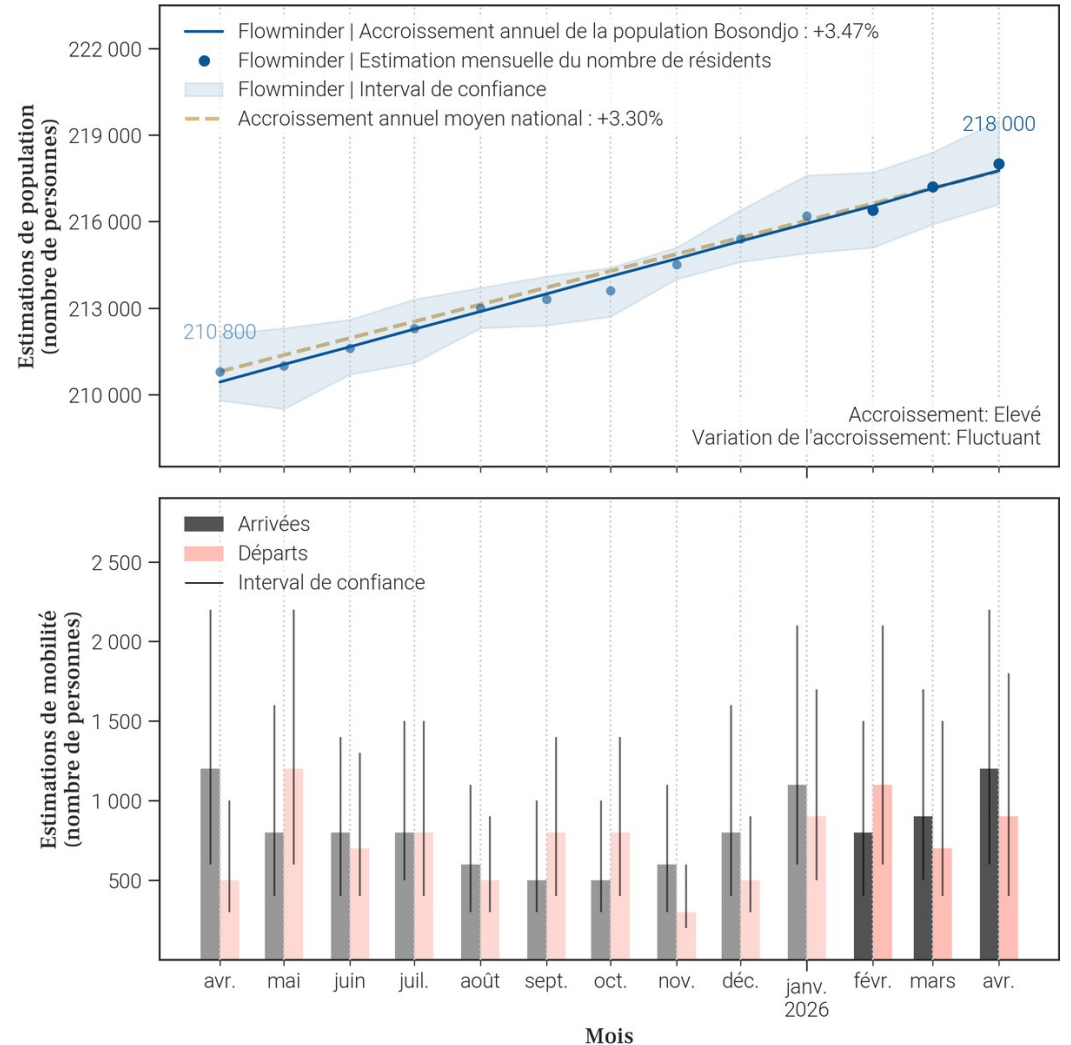 Flowminder | Accroissement annuel de la population Bosondjo : +3.47%
Flowminder | Estimation mensuelle du nombre de résidents
Flowminder | Interval de confiance
Accroissement annuel moyen national : +3.30%
222 000
219 000
216 000
213 000
210 000
Estimations de population
(nombre de personnes)
210 800
218 000
Accroissement: Elevé
Variation de l'accroissement: Fluctuant
Arrivées
Départs
Interval de confiance
2 500
2 000
1 500
1 000
500
Estimations de mobilité
(nombre de personnes)
avr.
mai
juin
juil.
août
sept.
oct.
nov.
déc.
janv.
2026
févr.
mars
avr.
Mois